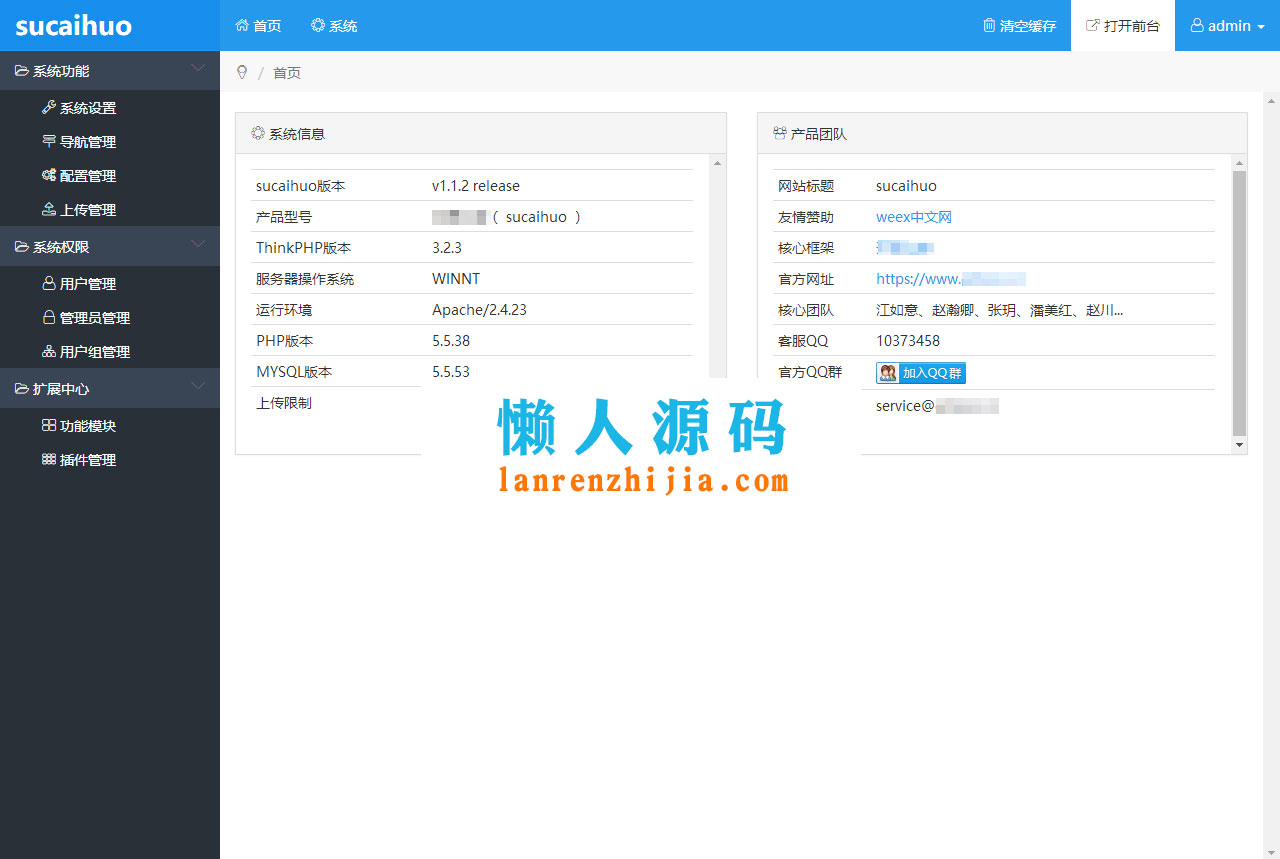 sucaihuo
首页
系统
清空缓存
打开前台
admin
系统功能
系统设置
导航管理
配置管理
上传管理
系统权限
用户管理
管理员管理
用户组管理
扩展中心
功能模块
插件管理
/ 首页
系统信息
sucaihuo版本 v1.1.2 release
产品型号 ( sucaihuo )
ThinkPHP版本 3.2.3
服务器操作系统 WINNT
运行环境 Apache/2.4.23
PHP版本 5.5.38
MYSQL版本 5.5.53
上传限制
产品团队
网站标题 sucaihuo
友情赞助 weex中文网
核心框架
官方网址 https://www.
核心团队 江如意、赵瀚卿、张玥、潘美红、赵川...
客服QQ 10373458
官方QQ群 加入QQ群
service@
懒人源码
lanrenzhijia.com